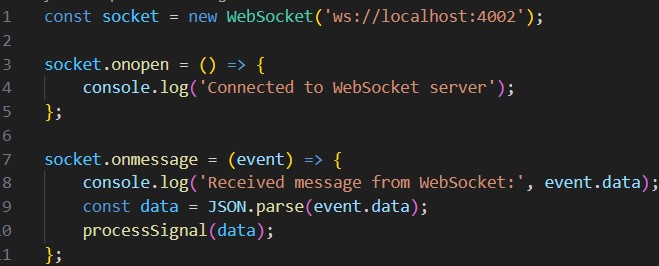 1 const socket = new WebSocket('ws://localhost:4002');
2
3 socket.onopen = () => {
4     console.log('Connected to WebSocket server');
5 };
6
7 socket.onmessage = (event) => {
8     console.log('Received message from WebSocket:', event.data);
9     const data = JSON.parse(event.data);
10     processSignal(data);
11 };